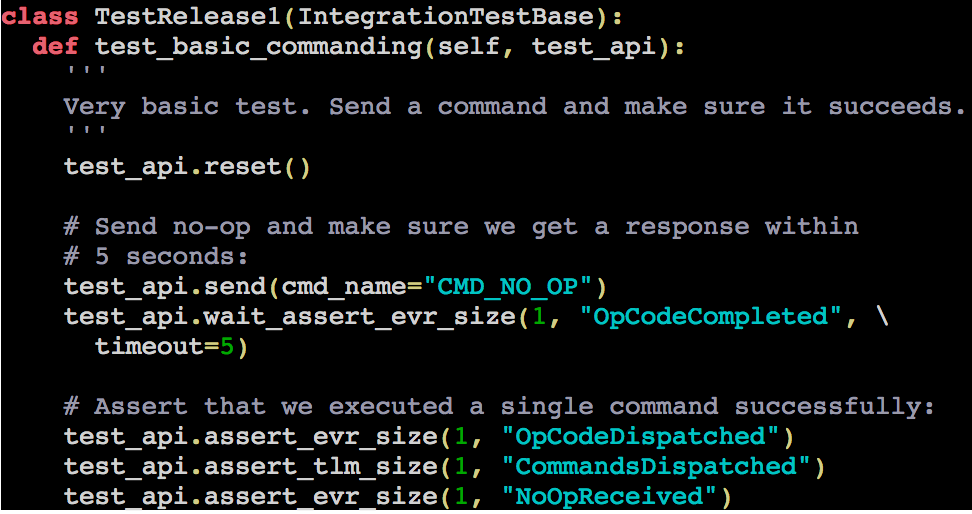 class TestRelease1(IntegrationTestBase):
  def test_basic_commanding(self, test_api):
    '''
    Very basic test. Send a command and make sure it succeeds.
    '''
    test_api.reset()

    # Send no-op and make sure we get a response within
    # 5 seconds:
    test_api.send(cmd_name="CMD_NO_OP")
    test_api.wait_assert_evr_size(1, "OpCodeCompleted", \
      timeout=5)

    # Assert that we executed a single command successfully:
    test_api.assert_evr_size(1, "OpCodeDispatched")
    test_api.assert_tlm_size(1, "CommandsDispatched")
    test_api.assert_evr_size(1, "NoOpReceived")